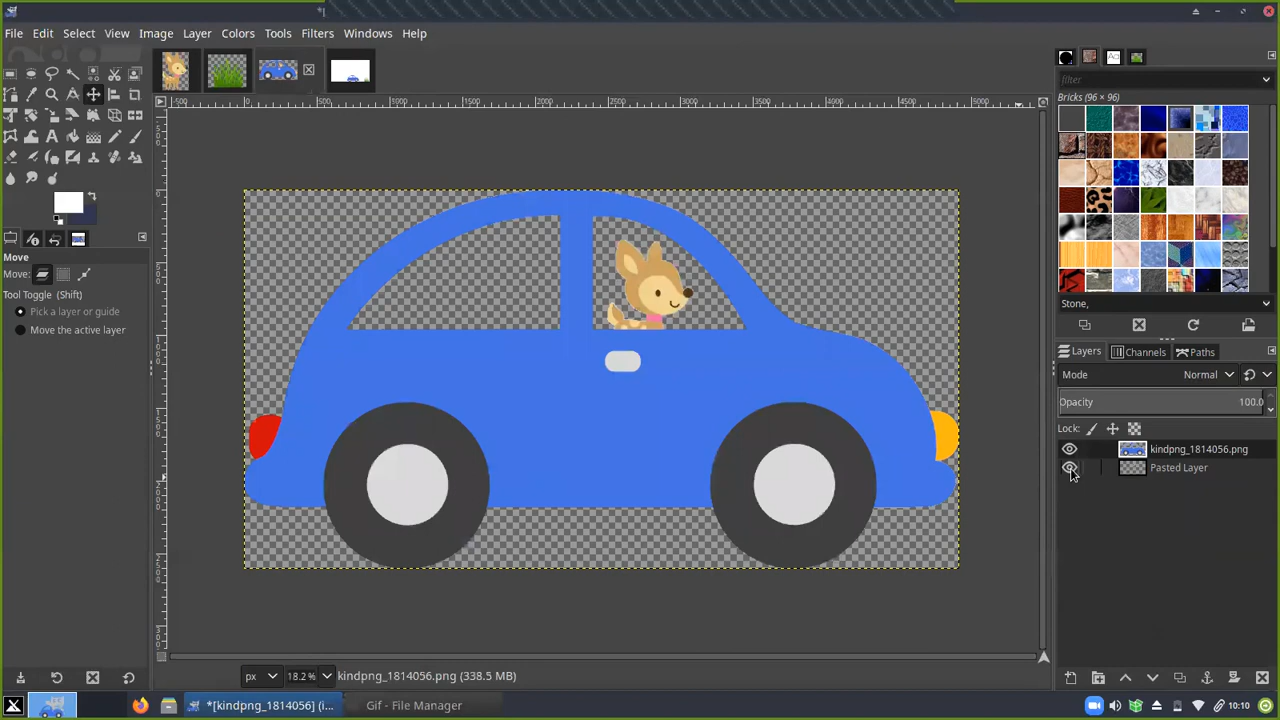 File Edit Select View Image Layer Colors Tools Filters Windows Help
filter
Bricks (96 × 96)
Move
Move:
Tool Toggle (Shift)
Pick a layer or guide
Move the active layer
Stone,
Layers Channels Paths
Mode Normal
Opacity 100.0
Lock:
kindpng_1814056.png
Pasted Layer
px 18.2 % kindpng_1814056.png (338.5 MB)
*[kindpng_1814056] (i... Gif - File Manager 10:10